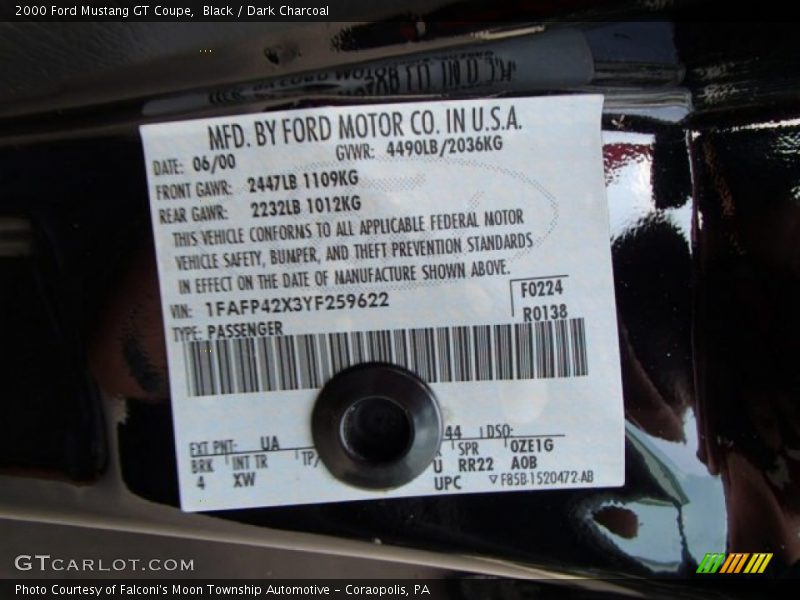 2000 Ford Mustang GT Coupe, Black / Dark Charcoal
MFD. BY FORD MOTOR CO. IN U.S.A.
DATE: 06/00 GVWR: 4490LB/2036KG
FRONT GAWR: 2447LB 1109KG
REAR GAWR: 2232LB 1012KG
THIS VEHICLE CONFORMS TO ALL APPLICABLE FEDERAL MOTOR
VEHICLE SAFETY, BUMPER, AND THEFT PREVENTION STANDARDS
IN EFFECT ON THE DATE OF MANUFACTURE SHOWN ABOVE.
VIN: 1FAFP42X3YF259622 F0224
TYPE: PASSENGER R0138
EXT PNT: UA 44 DSO:
BRK INT TR TP/ SPR 0ZE1G
4 XW U RR22 A0B
UPC ▽F85B-1520472-AB
GTCARLOT.COM
Photo Courtesy of Falconi's Moon Township Automotive – Coraopolis, PA